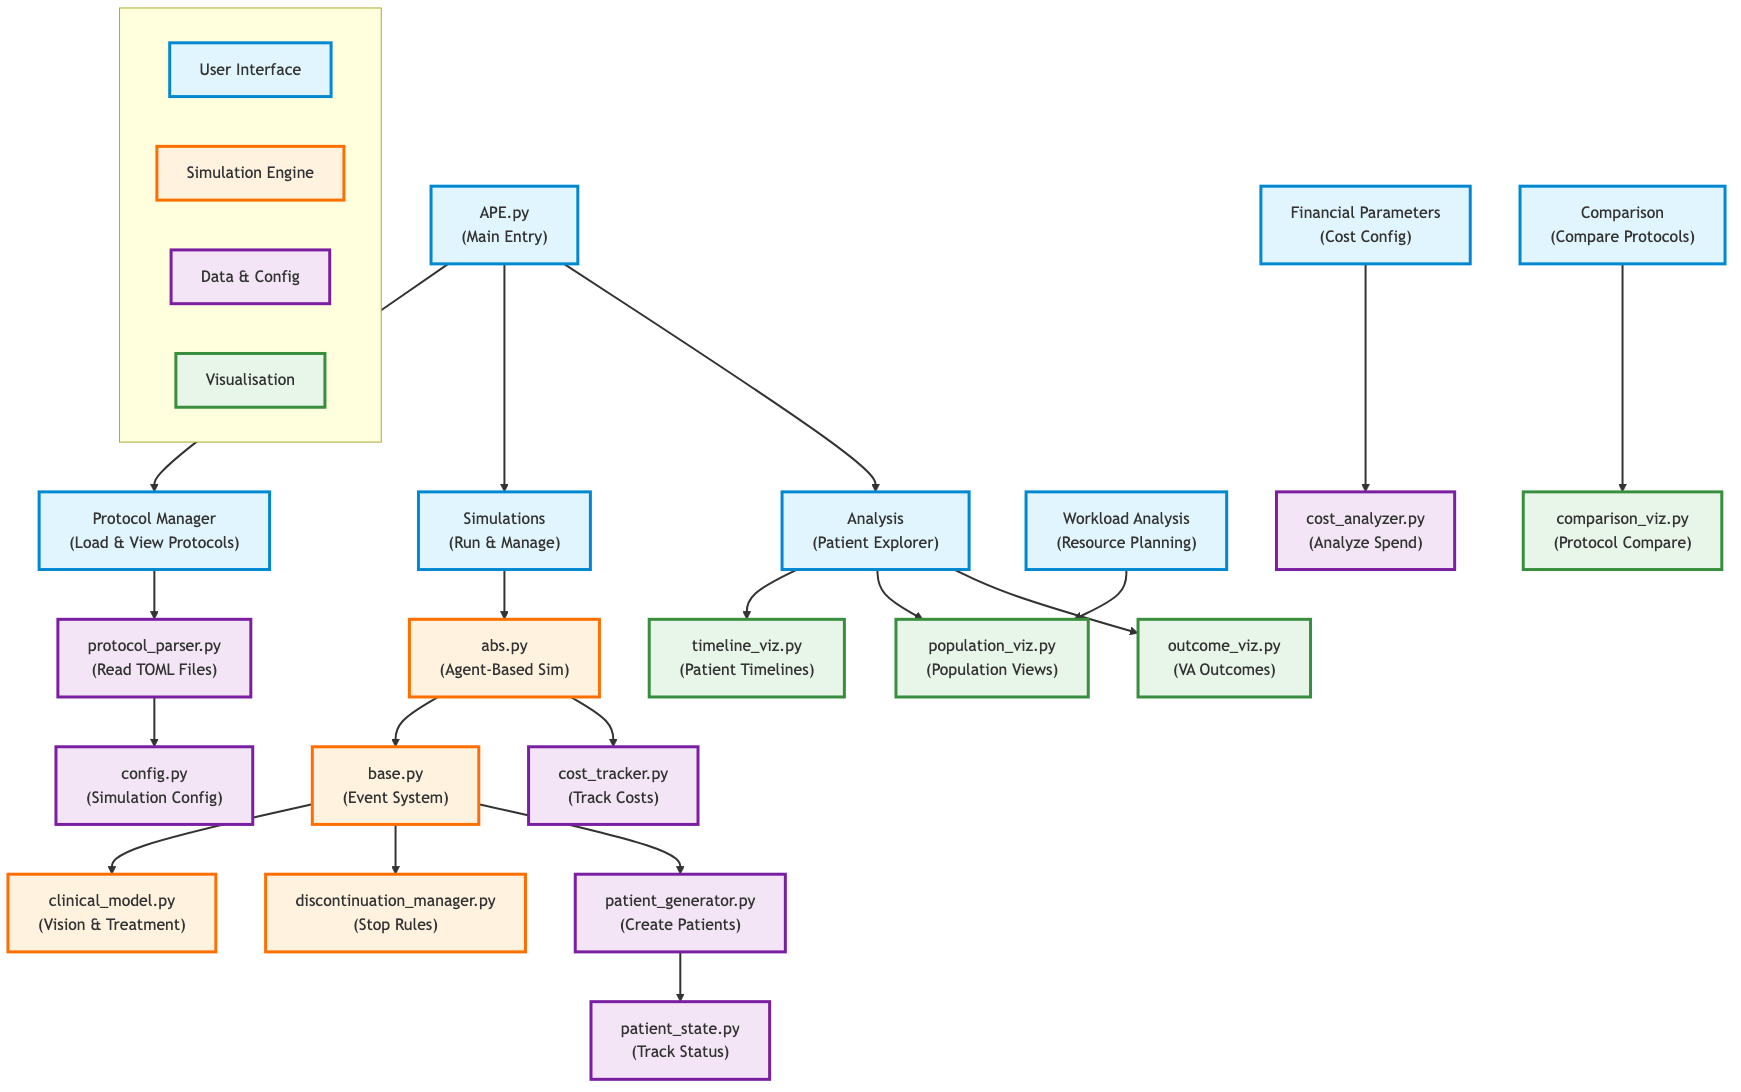 User Interface
Simulation Engine
Data & Config
Visualisation
APE.py
(Main Entry)
Financial Parameters
(Cost Config)
Comparison
(Compare Protocols)
Protocol Manager
(Load & View Protocols)
Simulations
(Run & Manage)
Analysis
(Patient Explorer)
Workload Analysis
(Resource Planning)
cost_analyzer.py
(Analyze Spend)
comparison_viz.py
(Protocol Compare)
protocol_parser.py
(Read TOML Files)
abs.py
(Agent-Based Sim)
timeline_viz.py
(Patient Timelines)
population_viz.py
(Population Views)
outcome_viz.py
(VA Outcomes)
config.py
(Simulation Config)
base.py
(Event System)
cost_tracker.py
(Track Costs)
clinical_model.py
(Vision & Treatment)
discontinuation_manager.py
(Stop Rules)
patient_generator.py
(Create Patients)
patient_state.py
(Track Status)